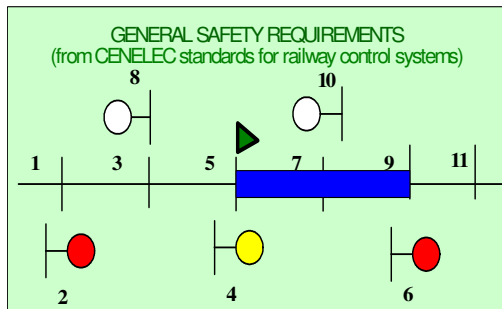 GENERAL SAFETY REQUIREMENTS
(from CENELEC standards for railway control systems)
8 10
1 3 5 7 9 11
2 4 6